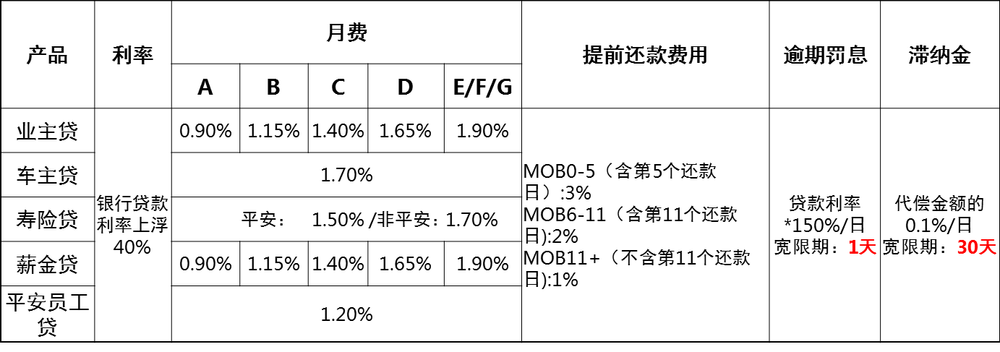 产品 利率 月费 提前还款费用 逾期罚息 滞纳金
A B C D E/F/G
业主贷 0.90% 1.15% 1.40% 1.65% 1.90%
车主贷 1.70%
寿险贷 平安： 1.50% /非平安：1.70%
薪金贷 0.90% 1.15% 1.40% 1.65% 1.90%
平安员工
贷
1.20%
银行贷款
利率上浮
40%
MOB0-5（含第5个还款
日）:3%
MOB6-11（含第11个还款
日):2%
MOB11+（不含第11个还款
日):1%
贷款利率
*150%/日
宽限期：1天
代偿金额的
0.1%/日
宽限期：30天